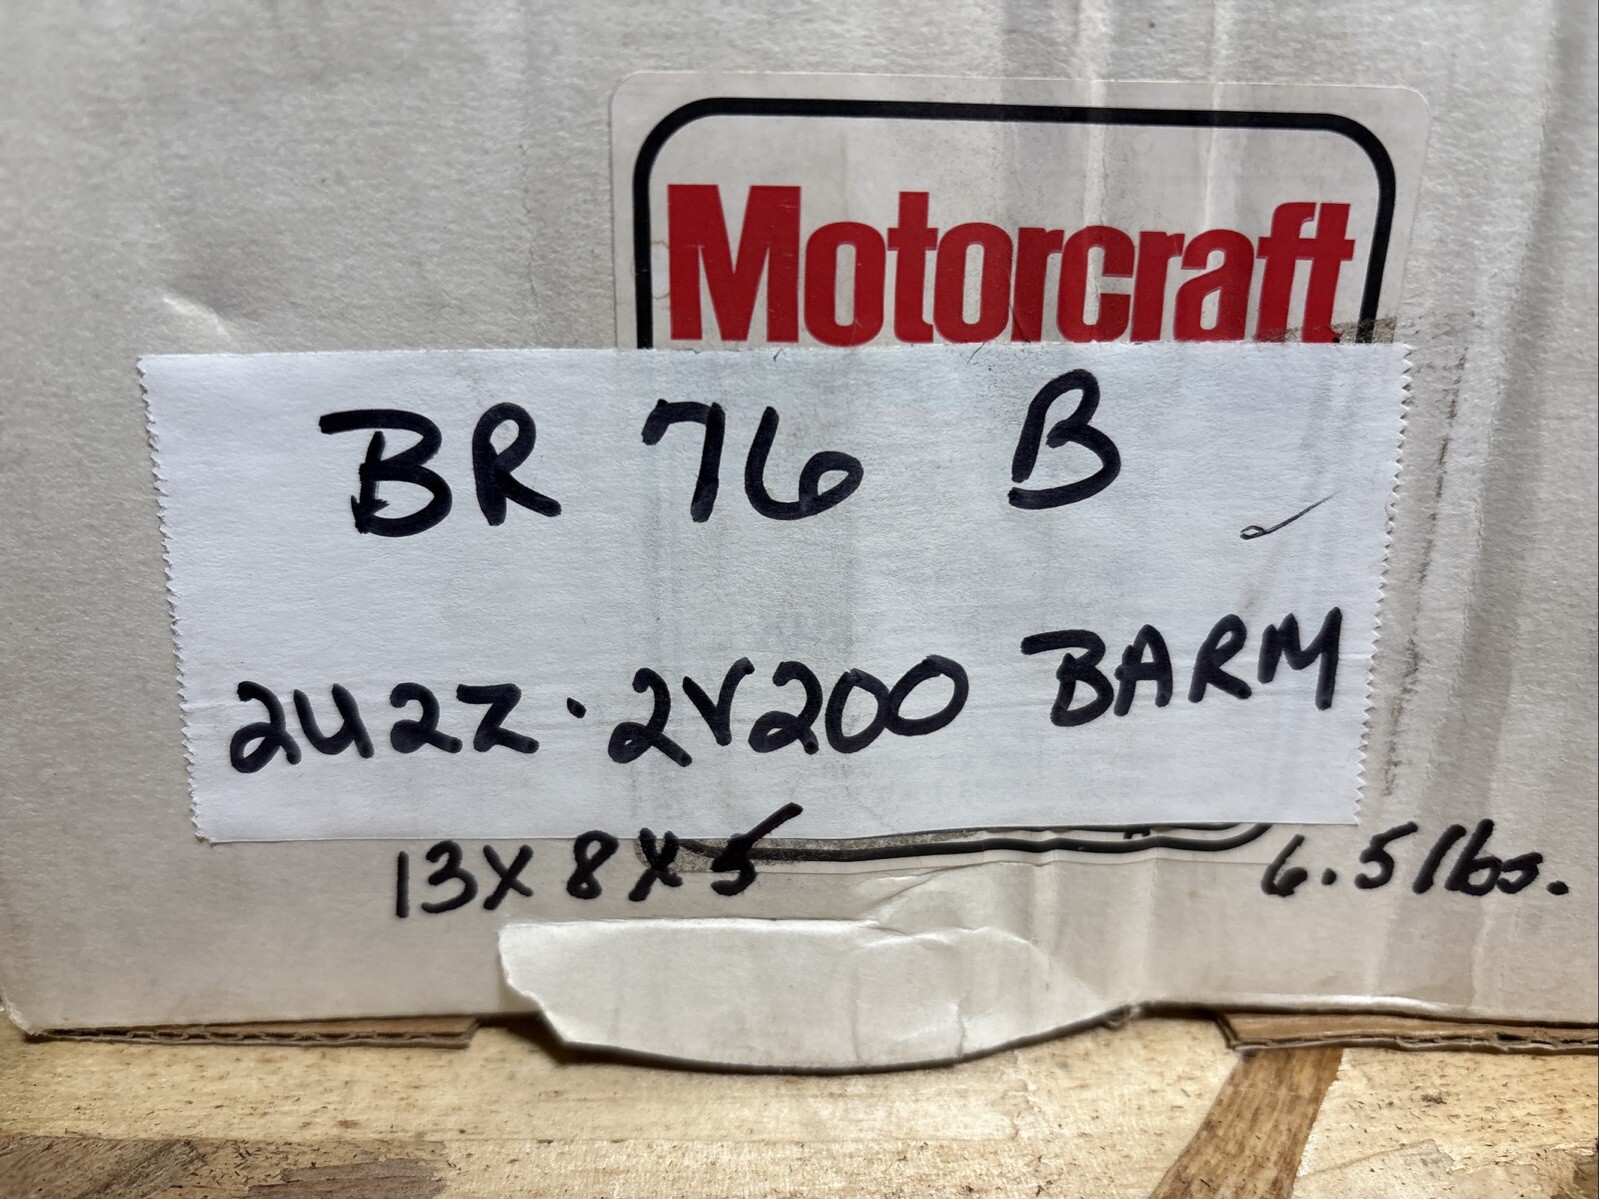 Motorcraft
BR 76 B
2U2Z·2V200 BARM
13X8X5 6.5 lbs.